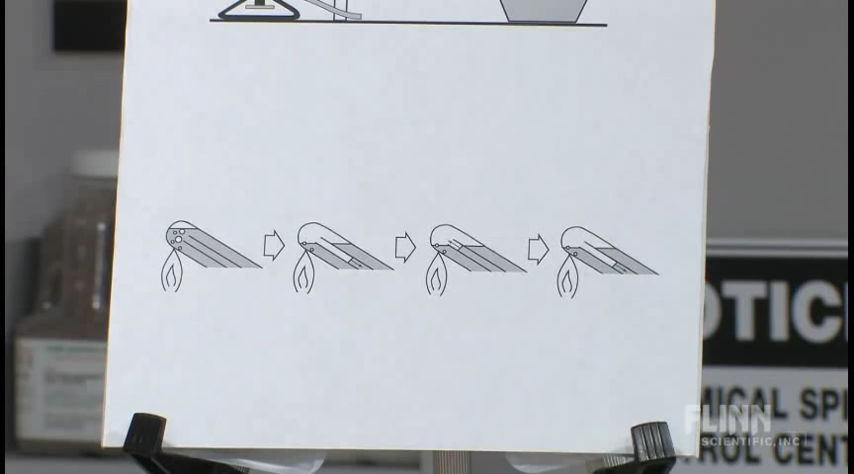 OTIC
MICAL SPI
TROL CENT
FLINN
SCIENTIFIC, INC